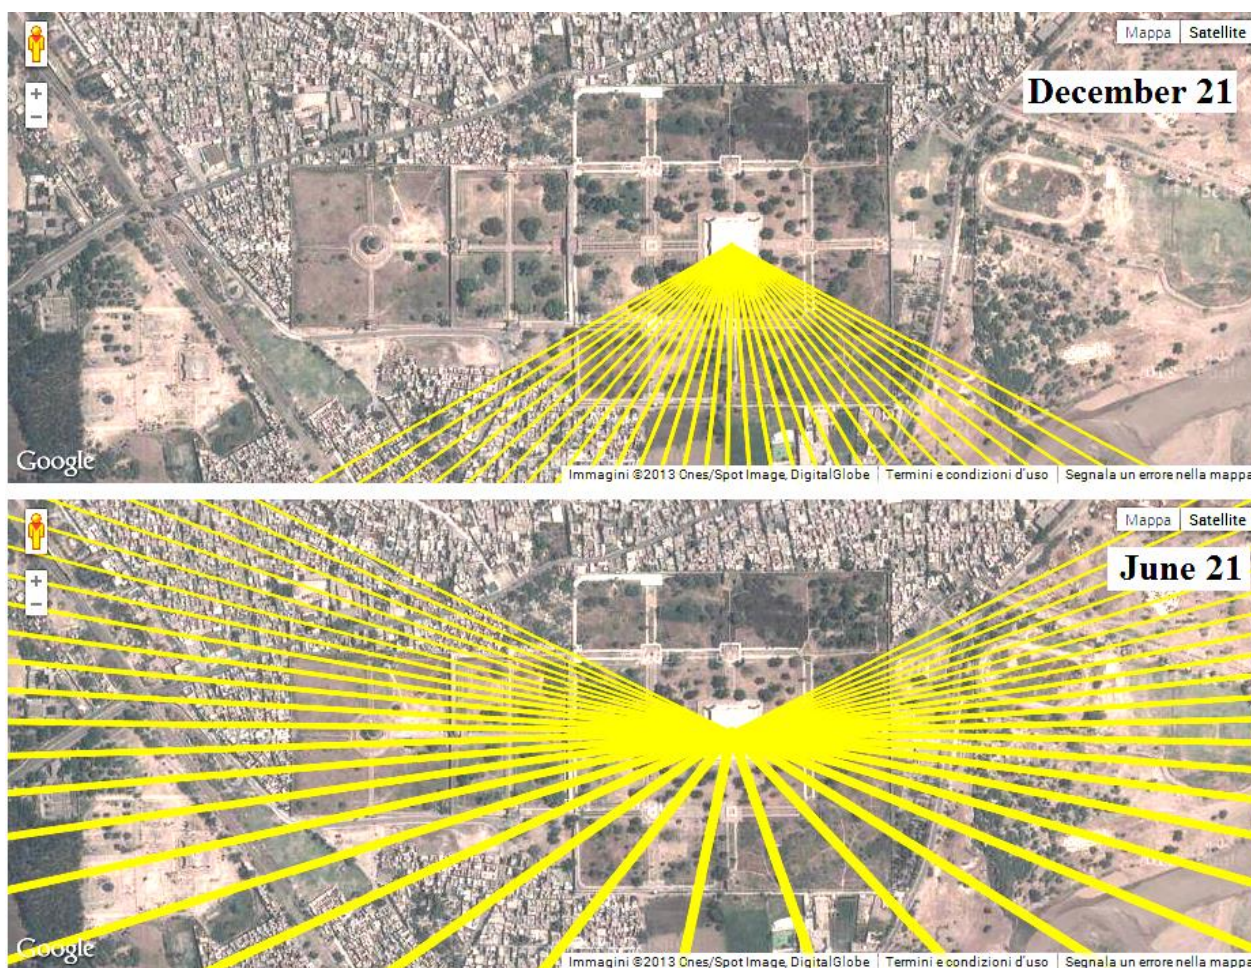 Mappa Satellite
December 21
+
−
Google
Immagini ©2013 Cnes/Spot Image, DigitalGlobe Termini e condizioni d'uso Segnala un errore nella mappa
Mappa Satellite
June 21
+
−
Google
Immagini ©2013 Cnes/Spot Image, DigitalGlobe Termini e condizioni d'uso Segnala un errore nella mappa